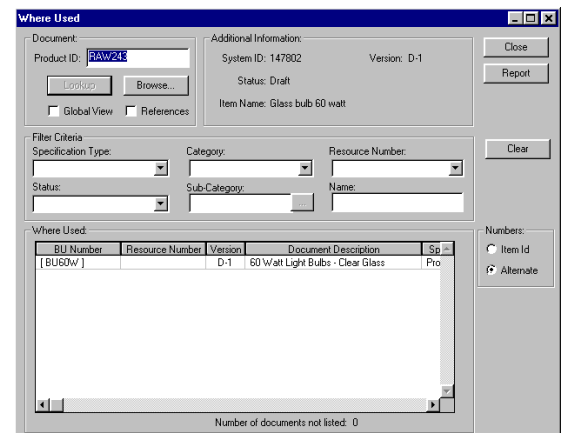 Where Used
Document:
Product ID: RAW243
Lookup Browse...
Global View References
Additional Information:
System ID: 147802 Version: D-1
Status: Draft
Item Name: Glass bulb 60 watt
Close
Report
Filter Criteria
Specification Type: Category: Resource Number:
Status: Sub-Category: Name:
...
Clear
Where Used:
BU Number Resource Number Version Document Description Sp
[ BU60W ] D-1 60 Watt Light Bulbs - Clear Glass Pro
Number of documents not listed: 0
Numbers:
Item Id
Alternate